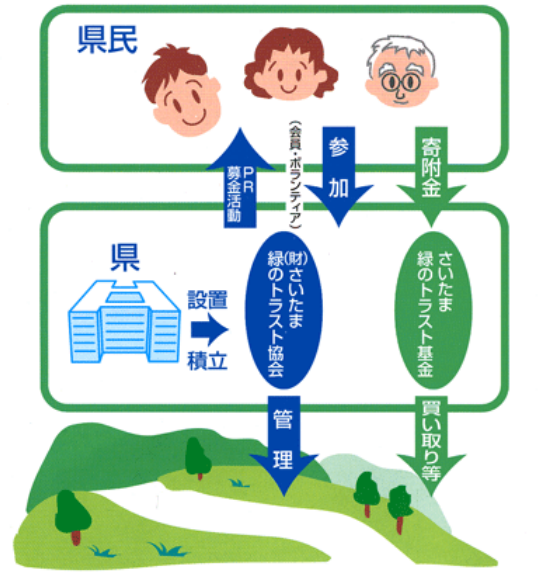 県民
PR
募金活動
(会員・ボランティア)
参加
寄附金
県
設置
積立
(財)さいたま
緑のトラスト協会
さいたま
緑のトラスト基金
管理
買い取り等